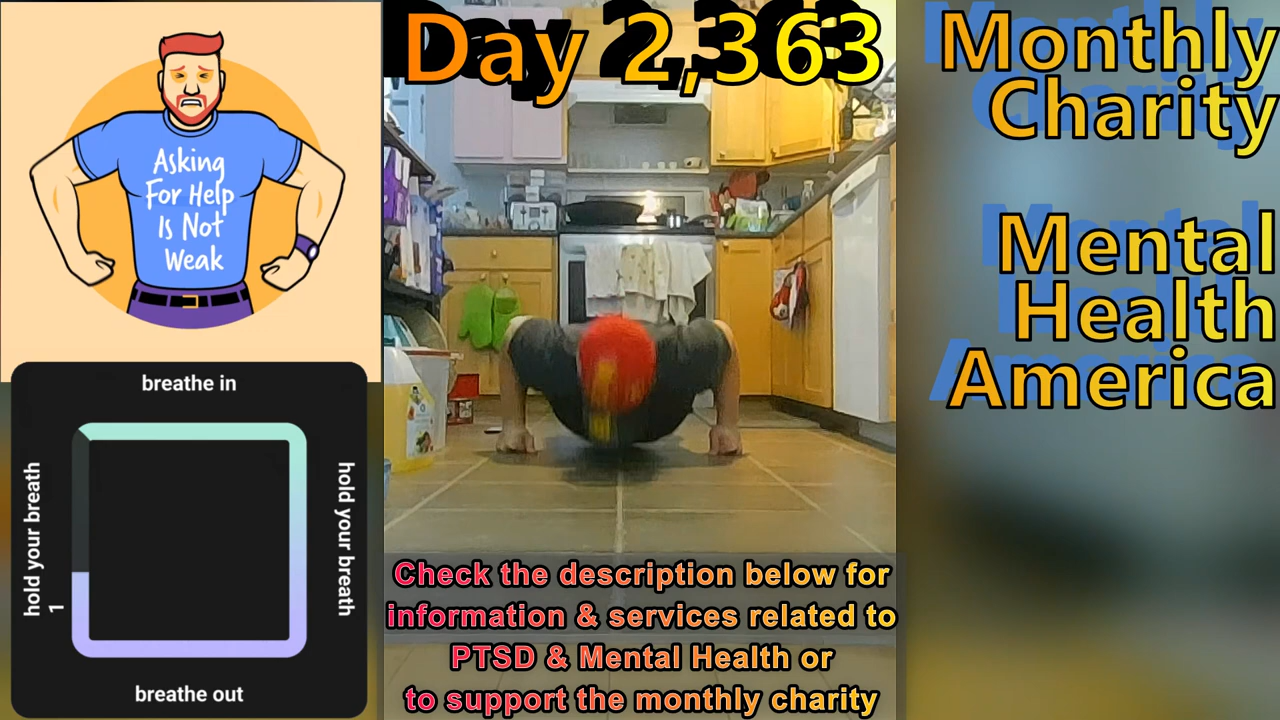 Asking
For Help
Is Not
Weak
breathe in
hold your breath
1
hold your breath
breathe out
Day 2,363
Check the description below for
information & services related to
PTSD & Mental Health or
to support the monthly charity
Monthly
Charity
Mental
Health
America